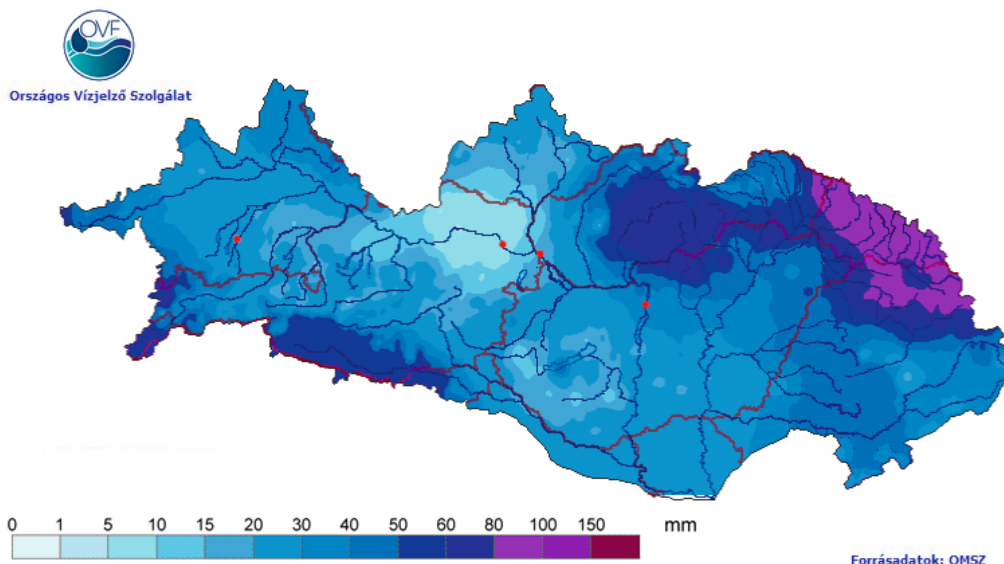 OVF
Országos Vízjelző Szolgálat
0 1 5 10 15 20 30 40 50 60 80 100 150 mm
Forrásadatok: OMSZ